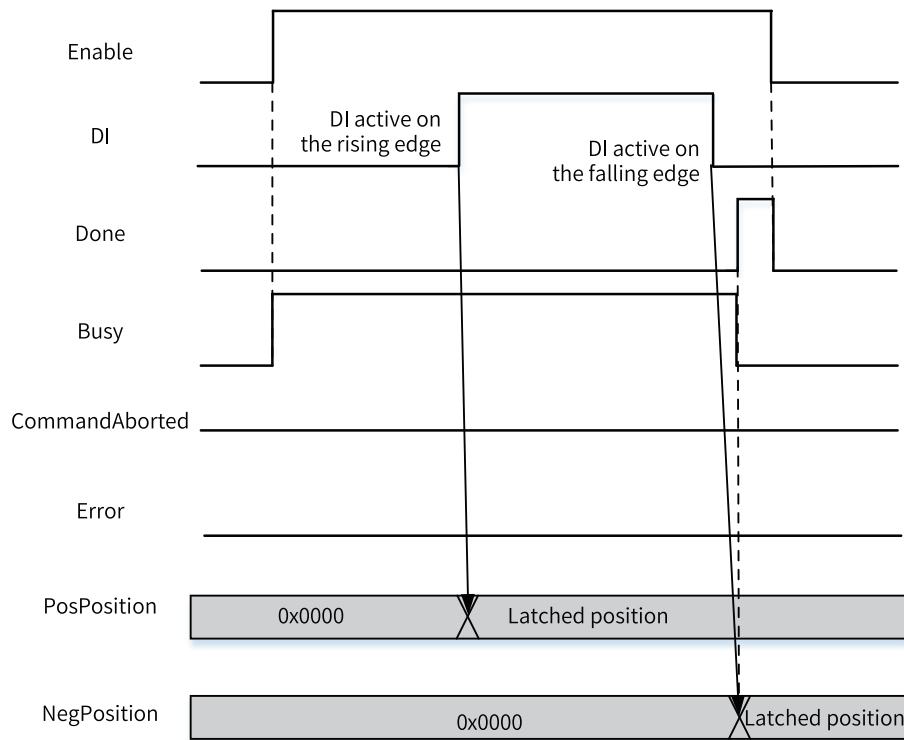 Enable
DI active on
the rising edge
DI
DI active on
the falling edge
Done
Busy
CommandAborted
Error
PosPosition
0x0000
Latched position
NegPosition
0x0000
Latched position